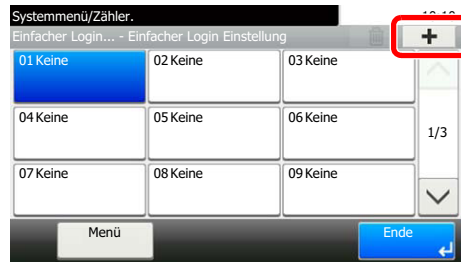 Systemmenü/Zähler.
Einfacher Login... - Einfacher Login Einstellung
01 Keine 02 Keine 03 Keine
04 Keine 05 Keine 06 Keine
1/3
07 Keine 08 Keine 09 Keine
Menü Ende